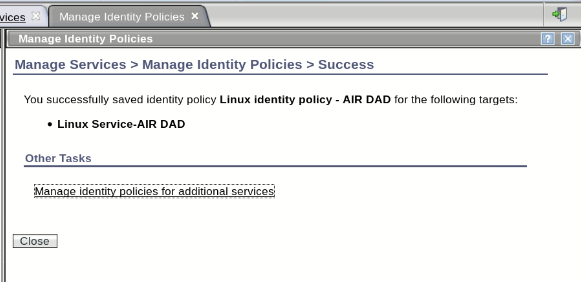 vices
Manage Identity Policies
Manage Identity Policies
Manage Services > Manage Identity Policies > Success
You successfully saved identity policy Linux identity policy - AIR DAD for the following targets:
Linux Service-AIR DAD
Other Tasks
Manage identity policies for additional services
Close